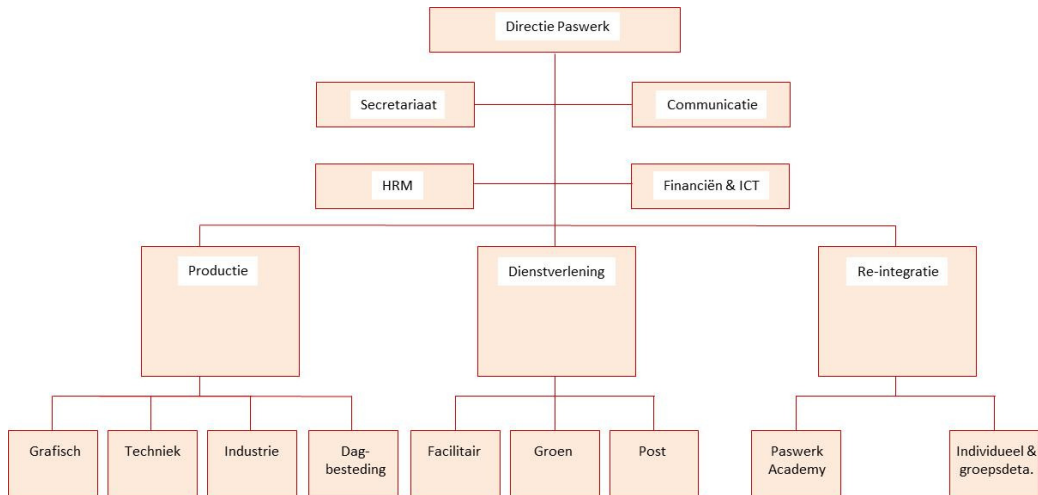 Directie Paswerk
Secretariaat
Communicatie
HRM
Financiën & ICT
Productie
Dienstverlening
Re-integratie
Grafisch
Techniek
Industrie
Dag-
besteding
Facilitair
Groen
Post
Paswerk
Academy
Individueel &
groepsdeta.